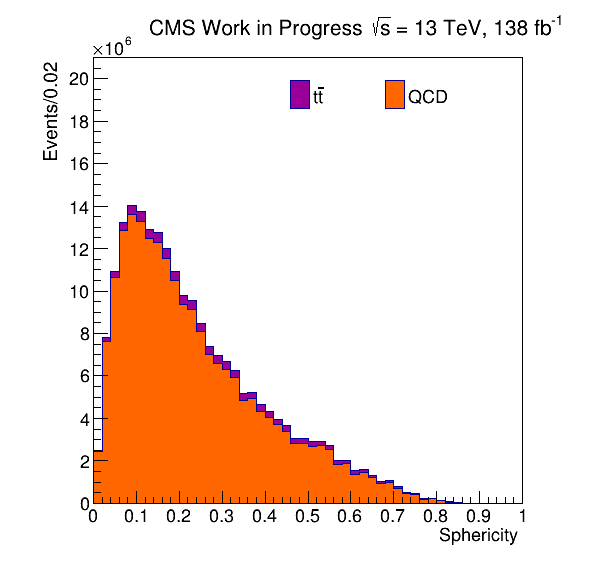 CMS Work in Progress √s = 13 TeV, 138 fb⁻¹
×10⁶
Events/0.02
tt̄ QCD
20
18
16
14
12
10
8
6
4
2
0
0 0.1 0.2 0.3 0.4 0.5 0.6 0.7 0.8 0.9 1
Sphericity